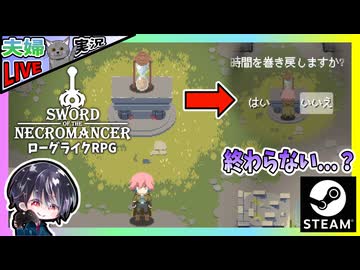 夫婦実況
LIVE
SWORD
OF THE
NECROMANCER
ローグライクRPG
時間を巻き戻しますか?
はい いいえ
終わらない…?
STEAM